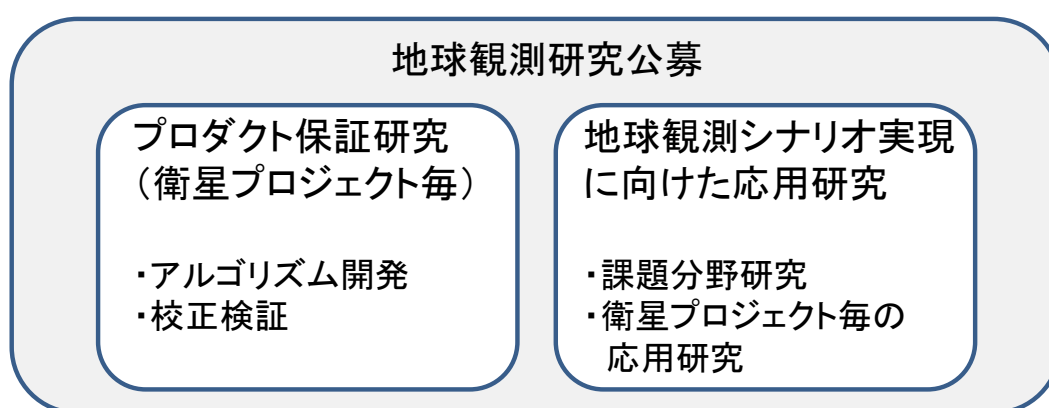 地球観測研究公募
プロダクト保証研究
(衛星プロジェクト毎)
・アルゴリズム開発
・校正検証
地球観測シナリオ実現
に向けた応用研究
・課題分野研究
・衛星プロジェクト毎の
応用研究